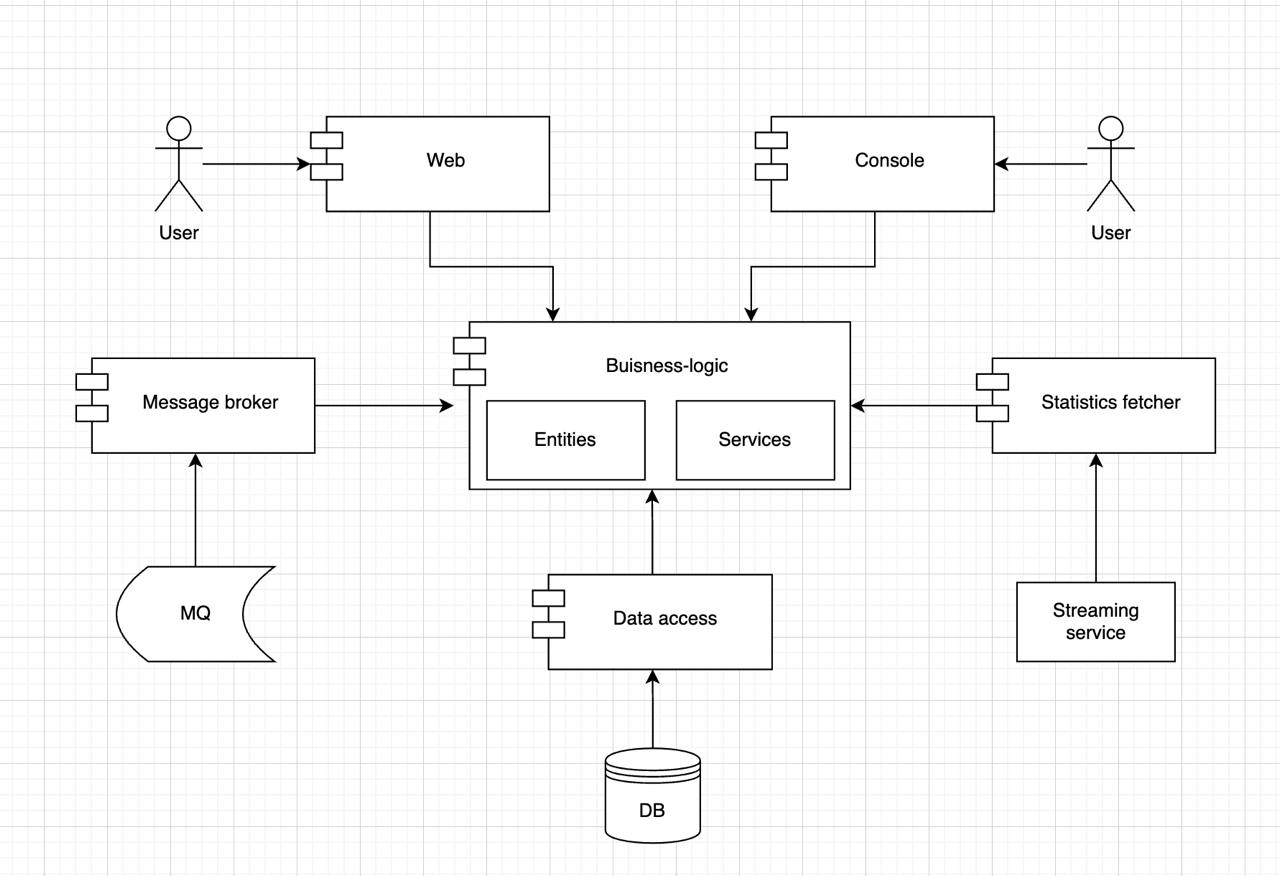 Web
Console
User
User
Buisness-logic
Message broker
Statistics fetcher
Entities
Services
MQ
Data access
Streaming
service
DB